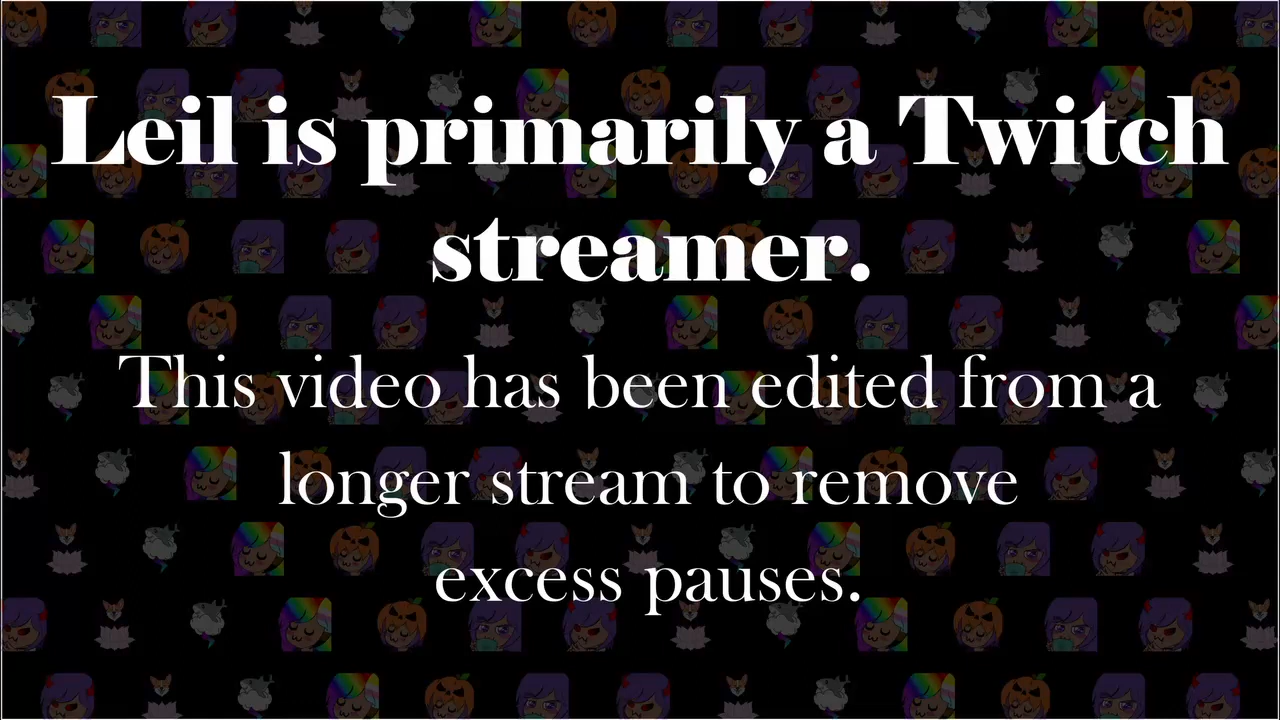 Leil is primarily a Twitch
streamer.
This video has been edited from a
longer stream to remove
excess pauses.